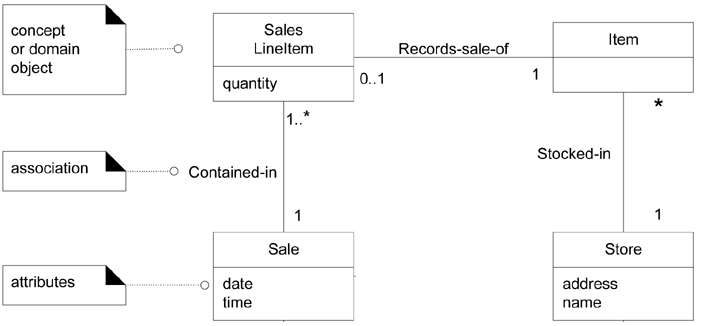 concept
or domain
object
Sales
LineItem
quantity
Records-sale-of
0..1
1
Item
1..*
*
association
Contained-in
Stocked-in
1
1
attributes
Sale
date
time
Store
address
name